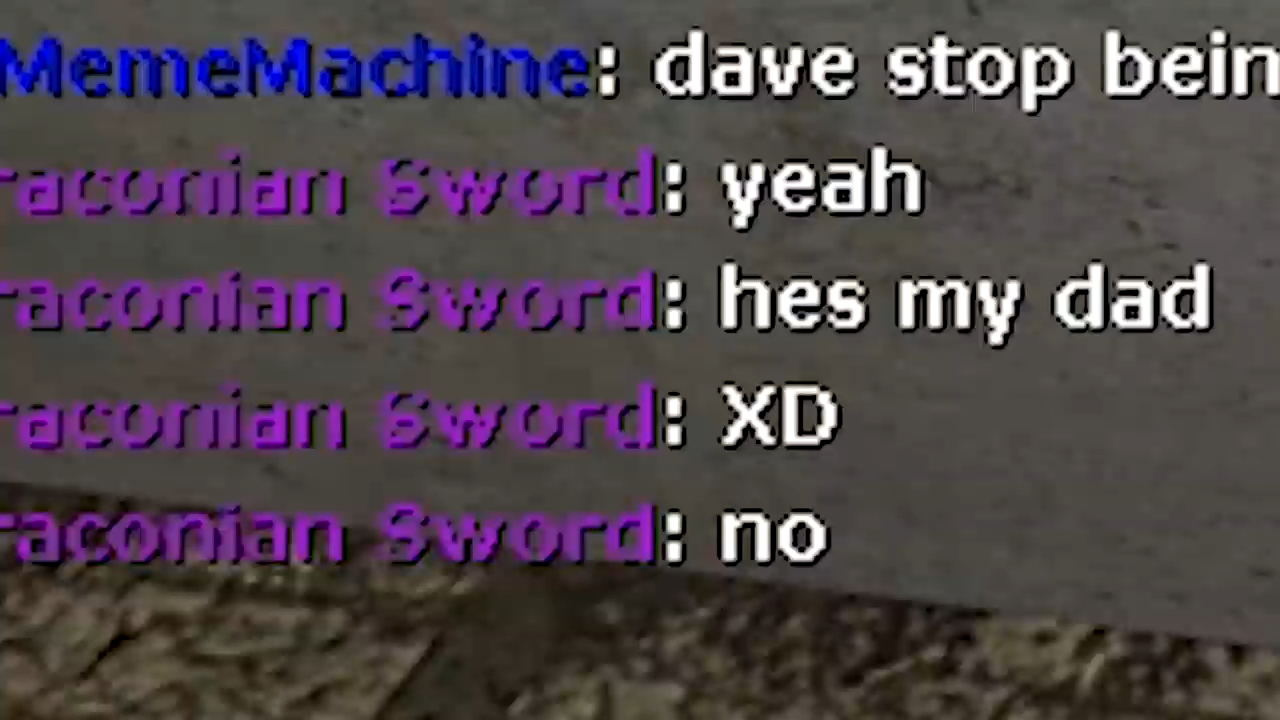 MemeMachine: dave stop bein
raconian Sword: yeah
raconian Sword: hes my dad
raconian Sword: XD
raconian Sword: no